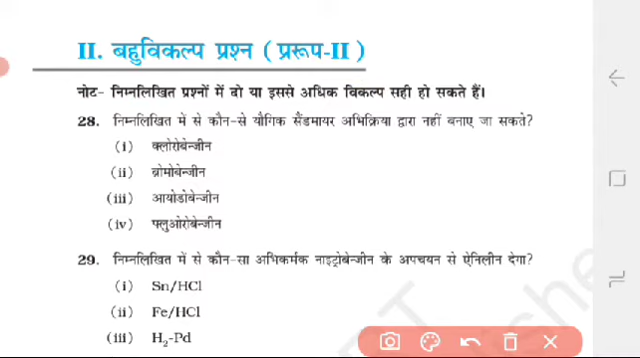 II. बहुविकल्प प्रश्न (प्ररूप-II)
नोट- निम्नलिखित प्रश्नों में दो या इससे अधिक विकल्प सही हो सकते हैं।
28. निम्नलिखित में से कौन-से यौगिक सैंडमायर अभिक्रिया द्वारा नहीं बनाए जा सकते?
(i) क्लोरोबेन्ज़ीन
(ii) ब्रोमोबेन्ज़ीन
(iii) आयोडोबेन्ज़ीन
(iv) फ्लुओरोबेन्ज़ीन
29. निम्नलिखित में से कौन-सा अभिकर्मक नाइट्रोबेन्ज़ीन के अपचयन से ऐनिलीन देगा?
(i) Sn/HCl
(ii) Fe/HCl
(iii) H₂-Pd